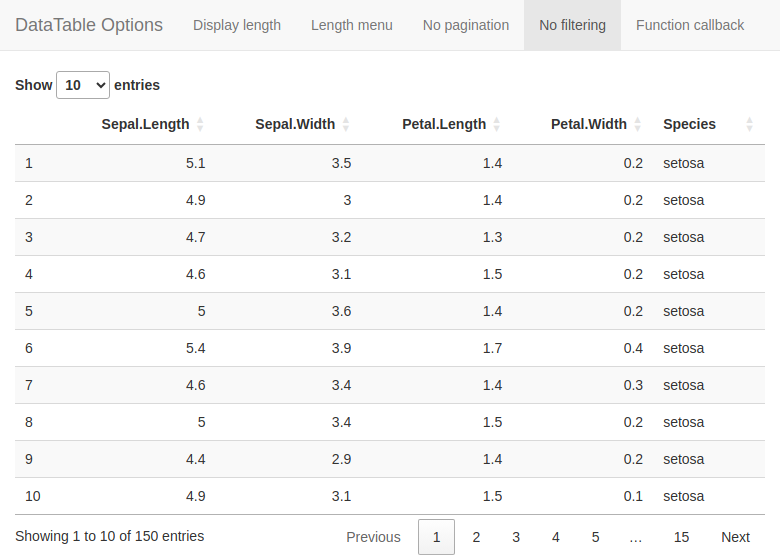 DataTable Options Display length Length menu No pagination No filtering Function callback
Show 10 entries
Sepal.Length Sepal.Width Petal.Length Petal.Width Species
1 5.1 3.5 1.4 0.2 setosa
2 4.9 3 1.4 0.2 setosa
3 4.7 3.2 1.3 0.2 setosa
4 4.6 3.1 1.5 0.2 setosa
5 5 3.6 1.4 0.2 setosa
6 5.4 3.9 1.7 0.4 setosa
7 4.6 3.4 1.4 0.3 setosa
8 5 3.4 1.5 0.2 setosa
9 4.4 2.9 1.4 0.2 setosa
10 4.9 3.1 1.5 0.1 setosa
Showing 1 to 10 of 150 entries Previous 1 2 3 4 5 … 15 Next